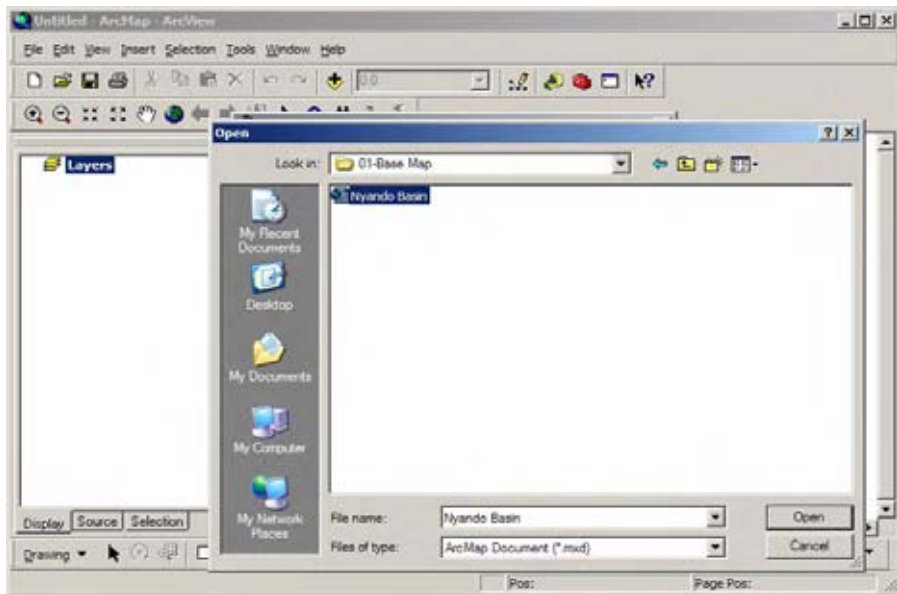 Untitled - ArcMap - ArcView
File Edit View Insert Selection Tools Window Help
0.0
Open
Look in: 01-Base Map
Layers
Nyando Basin
My Recent
Documents
Desktop
My Documents
My Computer
My Network
Places
File name: Nyando Basin Open
Files of type: ArcMap Document (*.mxd) Cancel
Display Source Selection
Drawing
Pos: Page Pos: